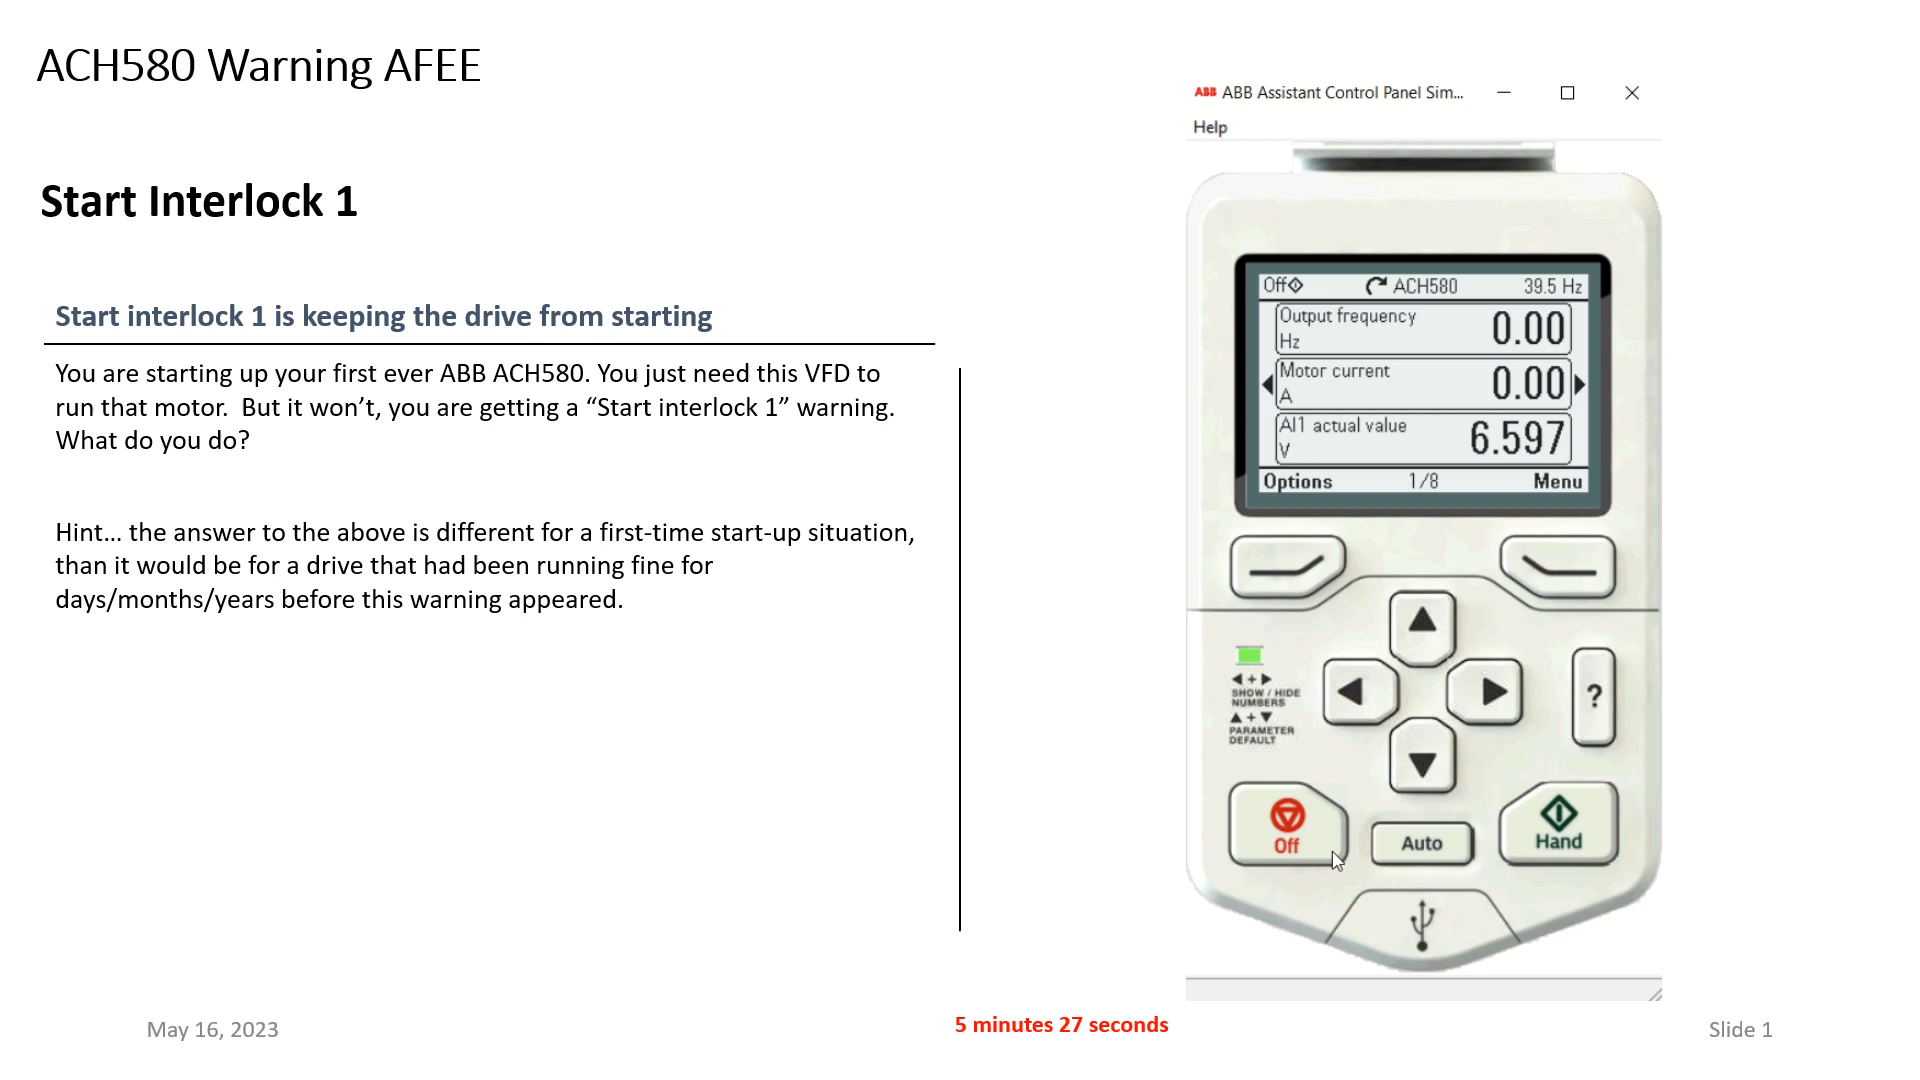 ACH580 Warning AFEE
Start Interlock 1
Start interlock 1 is keeping the drive from starting
You are starting up your first ever ABB ACH580. You just need this VFD to
run that motor.  But it won’t, you are getting a “Start interlock 1” warning.
What do you do?
Hint... the answer to the above is different for a first-time start-up situation,
than it would be for a drive that had been running fine for
days/months/years before this warning appeared.
ABB ABB Assistant Control Panel Sim...
Help
Off ACH580 39.5 Hz
Output frequency
Hz
0.00
Motor current
A
0.00
AI1 actual value
V
6.597
Options 1/8 Menu
◀ + ▶
SHOW / HIDE
NUMBERS
▲ + ▼
PARAMETER
DEFAULT
?
Off
Auto
Hand
May 16, 2023
5 minutes 27 seconds
Slide 1